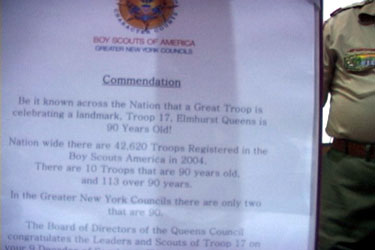 BOY SCOUTS OF AMERICA
GREATER NEW YORK COUNCILS
Commendation
Be it known across the Nation that a Great Troop is
celebrating a landmark, Troop 17, Elmhurst Queens is
90 Years Old!
Nation wide there are 42,620 Troops Registered in the
Boy Scouts America in 2004.
There are 10 Troops that are 90 years old,
and 113 over 90 years.
In the Greater New York Councils there are only two
that are 90.
The Board of Directors of the Queens Council
congratulates the Leaders and Scouts of Troop 17 on